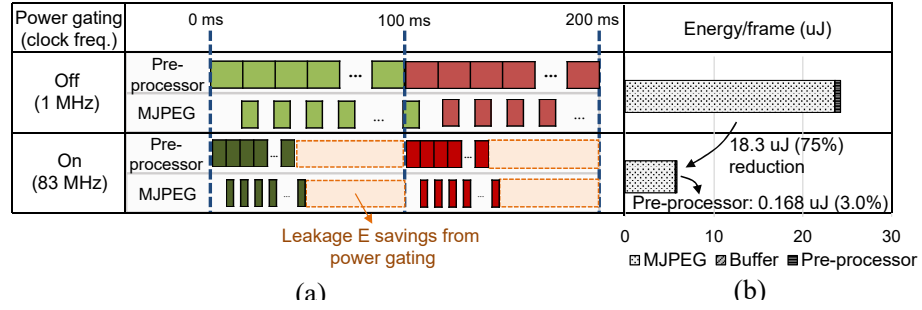 Power gating
(clock freq.)
0 ms
100 ms
200 ms
Energy/frame (uJ)
Off
(1 MHz)
Pre-
processor
...
...
MJPEG
...
...
On
(83 MHz)
Pre-
processor
...
...
MJPEG
...
...
18.3 uJ (75%)
reduction
Pre-processor: 0.168 uJ (3.0%)
Leakage E savings from
power gating
0
10
20
30
MJPEG
Buffer
Pre-processor
(a)
(b)